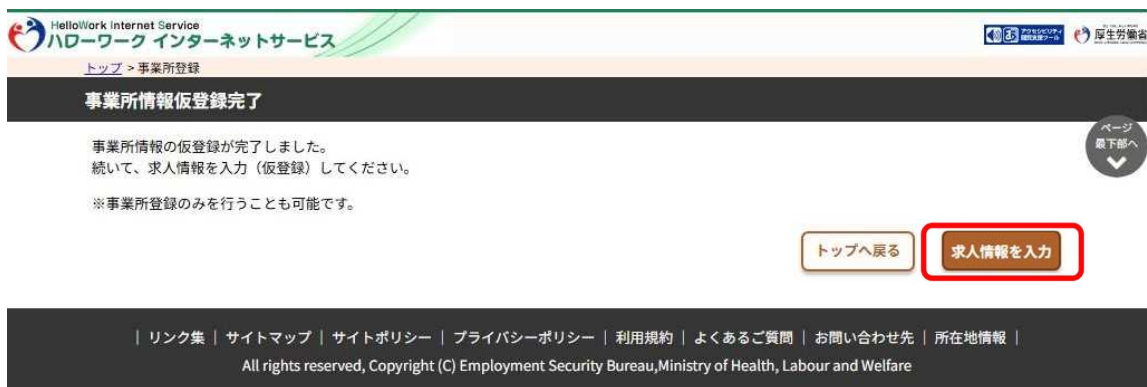 HelloWork Internet Service
ハローワーク インターネットサービス
厚生労働省
トップ > 事業所登録
事業所情報仮登録完了
ページ
最下部へ
事業所情報の仮登録が完了しました。
続いて、求人情報を入力（仮登録）してください。
※事業所登録のみを行うことも可能です。
トップへ戻る
求人情報を入力
| リンク集 | サイトマップ | サイトポリシー | プライバシーポリシー | 利用規約 | よくあるご質問 | お問い合わせ先 | 所在地情報 |
All rights reserved, Copyright (C) Employment Security Bureau,Ministry of Health, Labour and Welfare